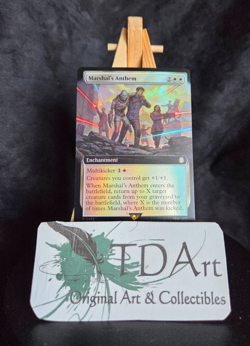 Marshal's Anthem 2
Enchantment
Multikicker 1
Creatures you control get +1/+1.
When Marshal's Anthem enters the
battlefield, return up to X target
creature cards from your graveyard to
the battlefield, where X is the number
of times Marshal's Anthem was kicked.
TDArt
Original Art & Collectibles